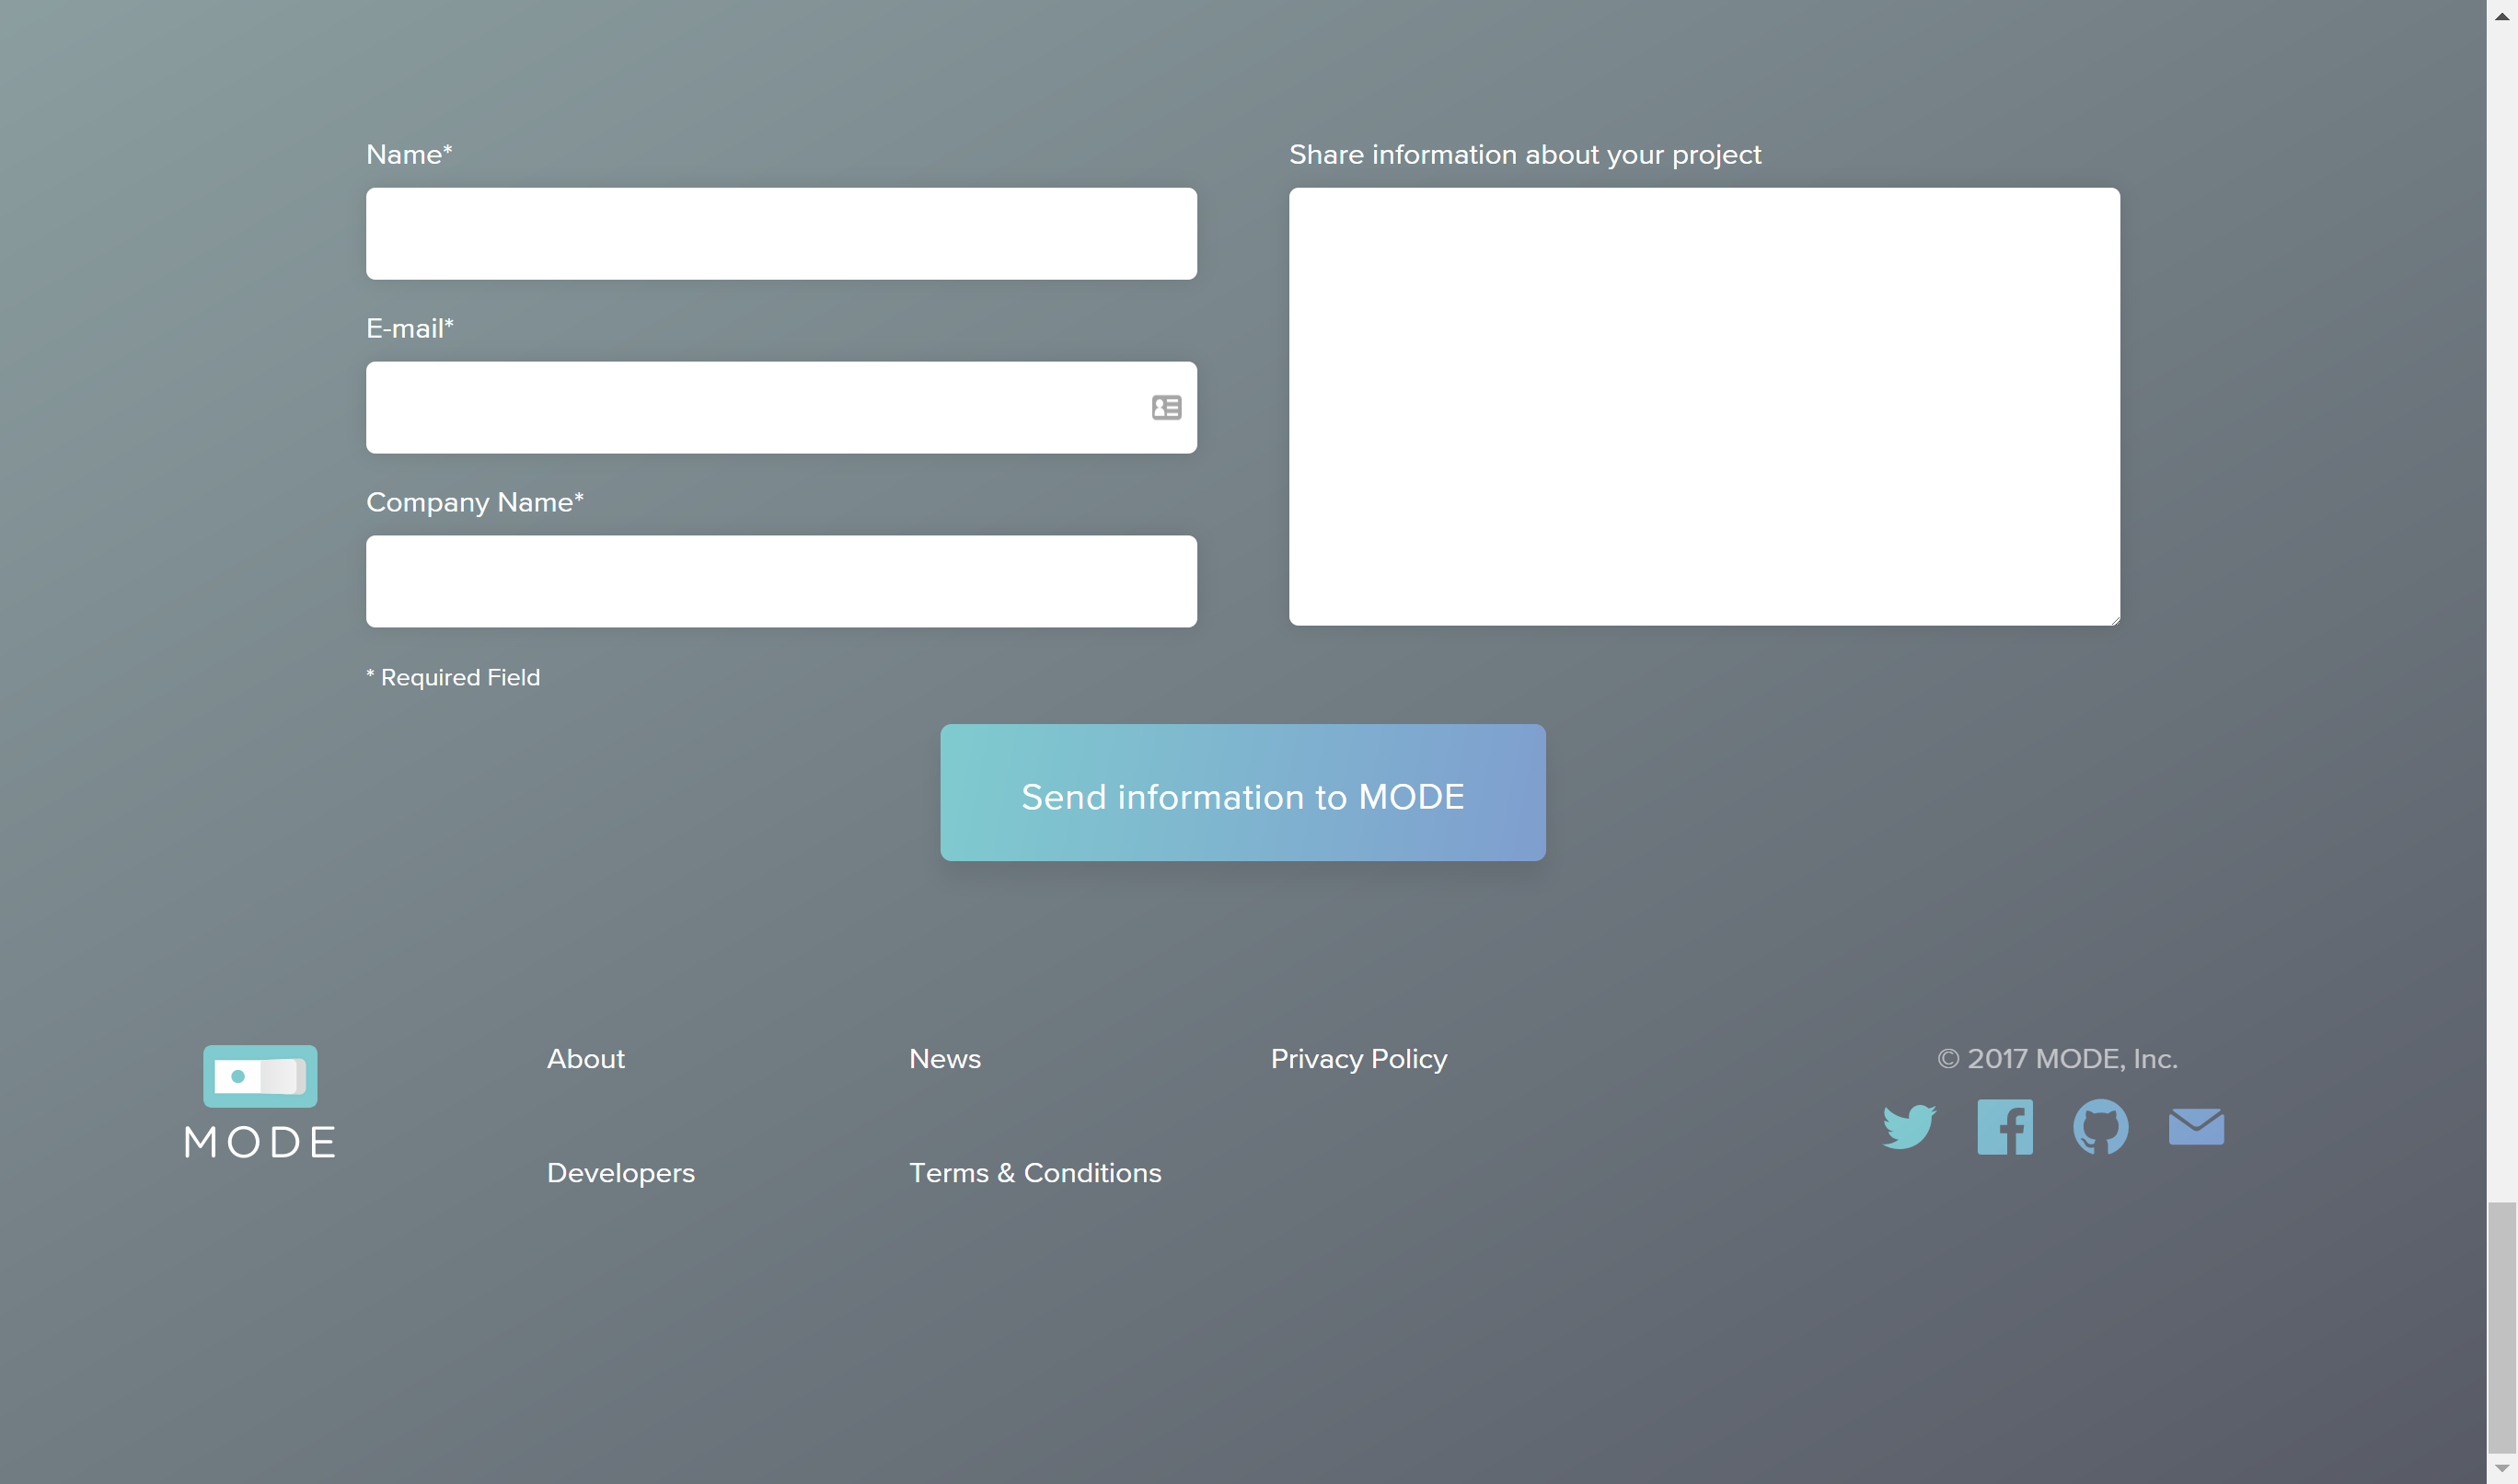 Name*
Share information about your project
E-mail*
Company Name*
* Required Field
Send information to MODE
MODE
About
News
Privacy Policy
© 2017 MODE, Inc.
Developers
Terms & Conditions